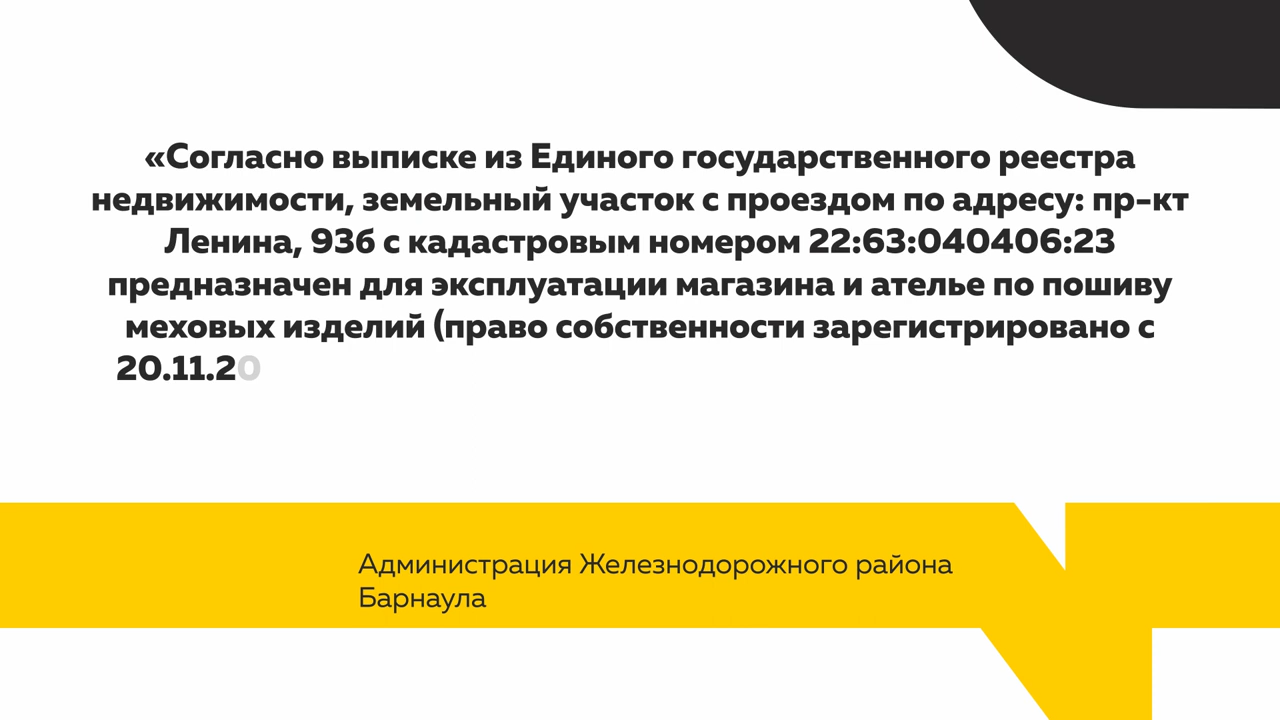 «Согласно выписке из Единого государственного реестра
недвижимости, земельный участок с проездом по адресу: пр-кт
Ленина, 93б с кадастровым номером 22:63:040406:23
предназначен для эксплуатации магазина и ателье по пошиву
меховых изделий (право собственности зарегистрировано с
20.11.20
Администрация Железнодорожного района
Барнаула